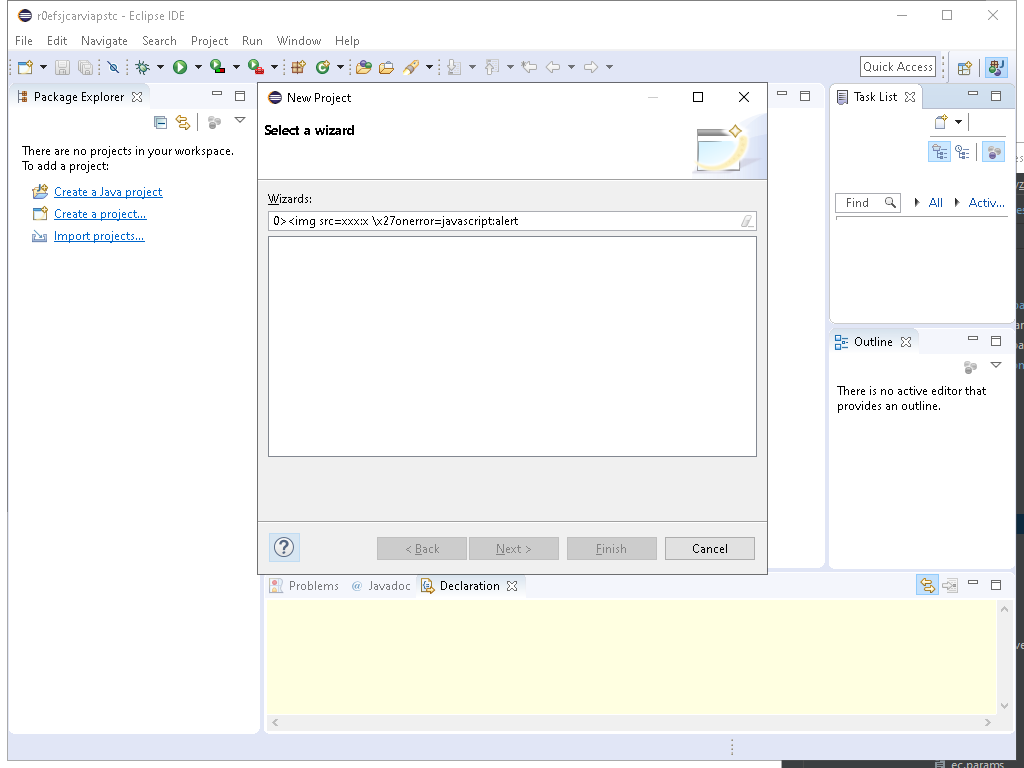 r0efsjcarviapstc - Eclipse IDE
File Edit Navigate Search Project Run Window Help
Quick Access
Package Explorer
There are no projects in your workspace.
To add a project:
Create a Java project
Create a project...
Import projects...
New Project
Select a wizard
Wizards:
0><img src=xxx:x \x27onerror=javascript:alert
? < Back Next > Finish Cancel
Task List
Find All Activ...
Outline
There is no active editor that
provides an outline.
Problems @ Javadoc Declaration
ec.params